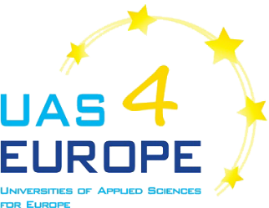 UAS 4
EUROPE
Universities of Applied Sciences
for Europe